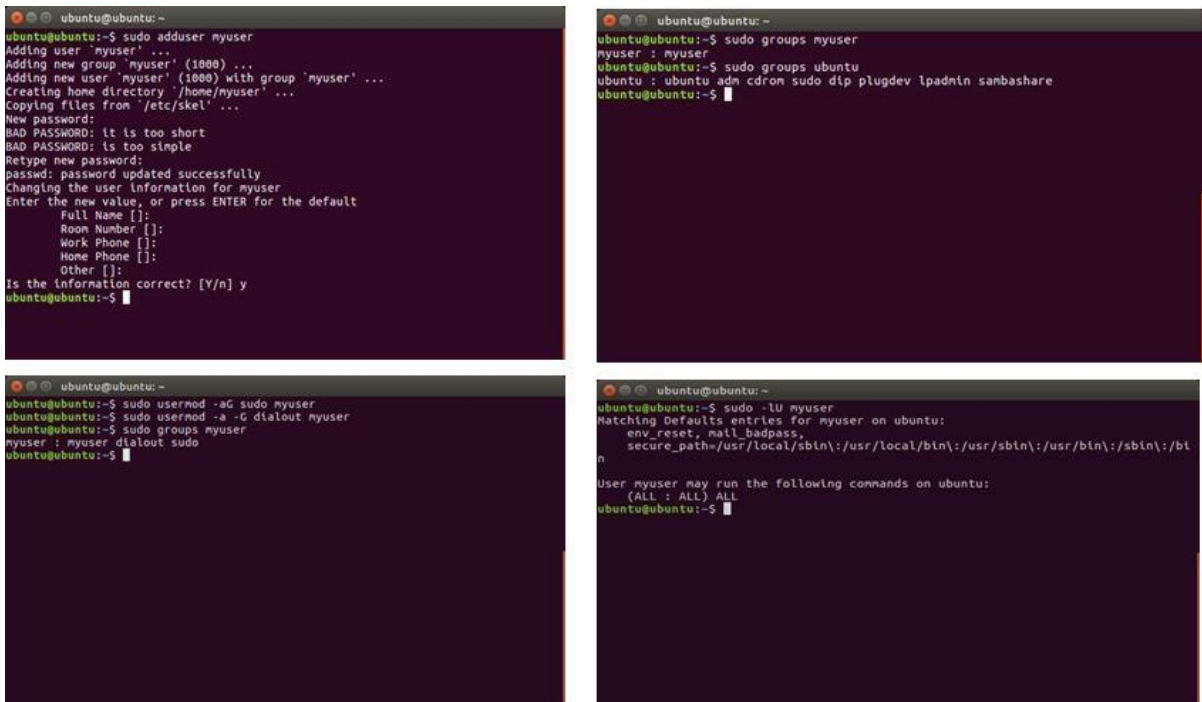 ubuntu@ubuntu: ~
ubuntu@ubuntu:~$ sudo adduser myuser
Adding user `myuser' ...
Adding new group `myuser' (1000) ...
Adding new user `myuser' (1000) with group `myuser' ...
Creating home directory `/home/myuser' ...
Copying files from `/etc/skel' ...
New password:
BAD PASSWORD: it is too short
BAD PASSWORD: is too simple
Retype new password:
passwd: password updated successfully
Changing the user information for myuser
Enter the new value, or press ENTER for the default
Full Name []:
Room Number []:
Work Phone []:
Home Phone []:
Other []:
Is the information correct? [Y/n] y
ubuntu@ubuntu:~$
ubuntu@ubuntu: ~
ubuntu@ubuntu:~$ sudo groups myuser
myuser : myuser
ubuntu@ubuntu:~$ sudo groups ubuntu
ubuntu : ubuntu adm cdrom sudo dip plugdev lpadmin sambashare
ubuntu@ubuntu:~$
ubuntu@ubuntu: ~
ubuntu@ubuntu:~$ sudo usermod -aG sudo myuser
ubuntu@ubuntu:~$ sudo usermod -a -G dialout myuser
ubuntu@ubuntu:~$ sudo groups myuser
myuser : myuser dialout sudo
ubuntu@ubuntu:~$
ubuntu@ubuntu: ~
ubuntu@ubuntu:~$ sudo -lU myuser
Matching Defaults entries for myuser on ubuntu:
env_reset, mail_badpass,
secure_path=/usr/local/sbin\:/usr/local/bin\:/usr/sbin\:/usr/bin\:/sbin\:/bi
n
User myuser may run the following commands on ubuntu:
(ALL : ALL) ALL
ubuntu@ubuntu:~$